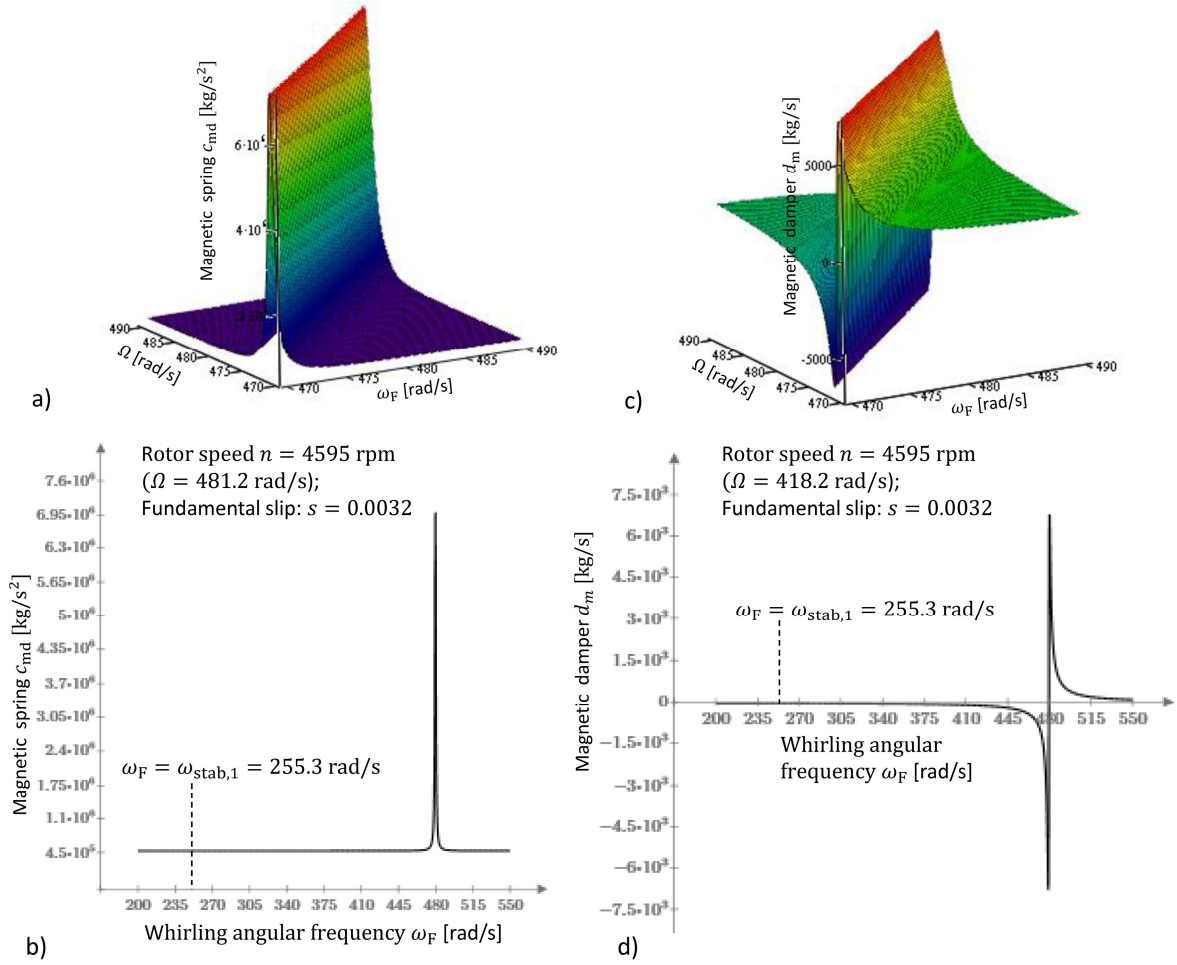 Magnetic spring c_md [kg/s²]
6·10⁶
4·10⁶
2·10⁶
490
485
480
475
470
Ω [rad/s]
470
475
480
485
490
ω_F [rad/s]
a)
Magnetic damper d_m [kg/s]
5000
0
-5000
490
485
480
475
470
Ω [rad/s]
470
475
480
485
490
ω_F [rad/s]
c)
Rotor speed n = 4595 rpm
(Ω = 481.2 rad/s);
Fundamental slip: s = 0.0032
Magnetic spring c_md [kg/s²]
7.6·10⁶
6.95·10⁶
6.3·10⁶
5.65·10⁶
5·10⁶
4.35·10⁶
3.7·10⁶
3.05·10⁶
2.4·10⁶
1.75·10⁶
1.1·10⁶
4.5·10⁵
ω_F = ω_stab,1 = 255.3 rad/s
200 235 270 305 340 375 410 445 480 515 550
Whirling angular frequency ω_F [rad/s]
b)
Rotor speed n = 4595 rpm
(Ω = 418.2 rad/s);
Fundamental slip: s = 0.0032
Magnetic damper d_m [kg/s]
7.5·10³
6·10³
4.5·10³
3·10³
1.5·10³
0
−1.5·10³
−3·10³
−4.5·10³
−6·10³
−7.5·10³
ω_F = ω_stab,1 = 255.3 rad/s
200 235 270 305 340 375 410 445 480 515 550
Whirling angular
frequency ω_F [rad/s]
d)